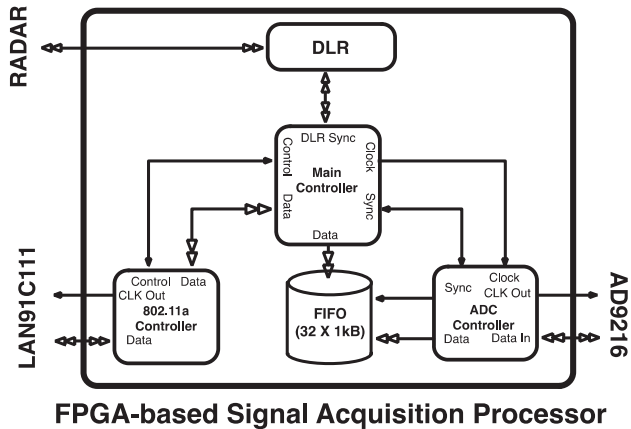 RADAR
DLR
DLR Sync
Control
Clock
Main
Controller
Data
Sync
Data
LAN91C111
Control Data
CLK Out
802.11a
Controller
Data
FIFO
(32 X 1kB)
Clock
Sync
CLK Out
ADC
Controller
Data Data In
AD9216
FPGA-based Signal Acquisition Processor